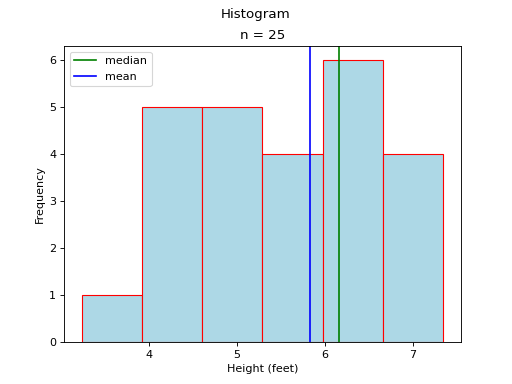 Histogram
n = 25
median
mean
6
5
4
3
2
1
0
Frequency
4 5 6 7
Height (feet)